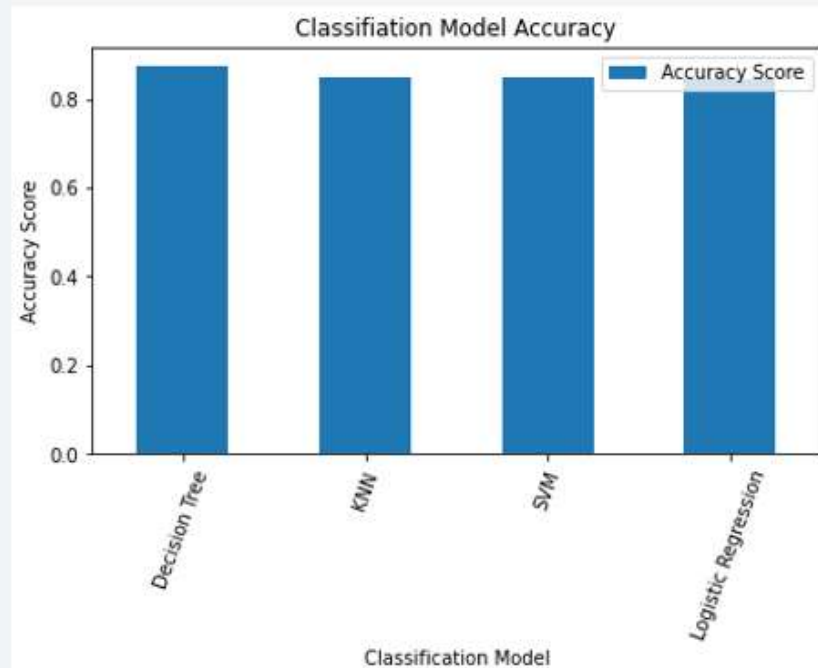 Classifiation Model Accuracy
Accuracy Score
0.8
0.6
0.4
0.2
0.0
Accuracy Score
Decision Tree
KNN
SVM
Logistic Regression
Classification Model